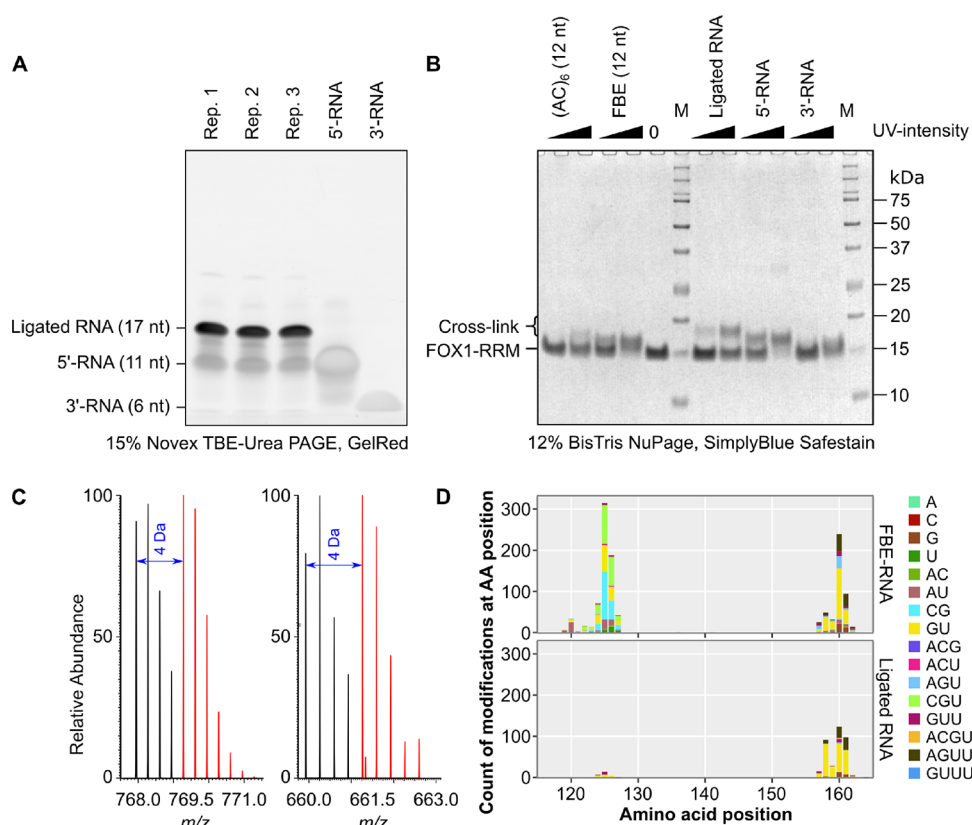 A
Rep. 1
Rep. 2
Rep. 3
5'-RNA
3'-RNA
Ligated RNA (17 nt)
5'-RNA (11 nt)
3'-RNA (6 nt)
15% Novex TBE-Urea PAGE, GelRed
B
(AC)6 (12 nt)
FBE (12 nt)
0
M
Ligated RNA
5'-RNA
3'-RNA
M
UV-intensity
kDa
75
50
37
25
20
15
10
Cross-link
FOX1-RRM
12% BisTris NuPage, SimplyBlue Safestain
C
Relative Abundance
100
50
0
4 Da
768.0 769.5 771.0
m/z
100
50
0
4 Da
660.0 661.5 663.0
m/z
D
Count of modifications at AA position
300
200
100
0
FBE-RNA
300
200
100
0
Ligated RNA
120 130 140 150 160
Amino acid position
A
C
G
U
AC
AU
CG
GU
ACG
ACU
AGU
CGU
GUU
ACGU
AGUU
GUUU